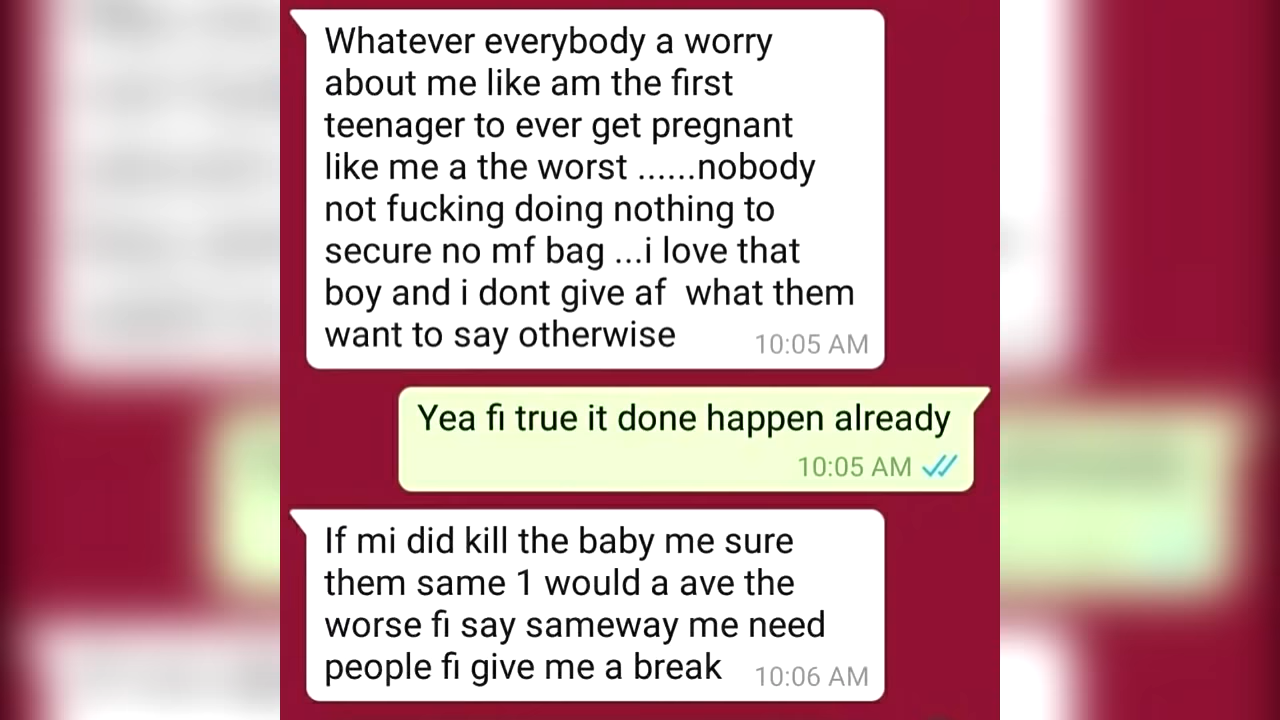 Whatever everybody a worry
about me like am the first
teenager to ever get pregnant
like me a the worst ......nobody
not fucking doing nothing to
secure no mf bag ...i love that
boy and i dont give af  what them
want to say otherwise
10:05 AM
Yea fi true it done happen already
10:05 AM
If mi did kill the baby me sure
them same 1 would a ave the
worse fi say sameway me need
people fi give me a break
10:06 AM